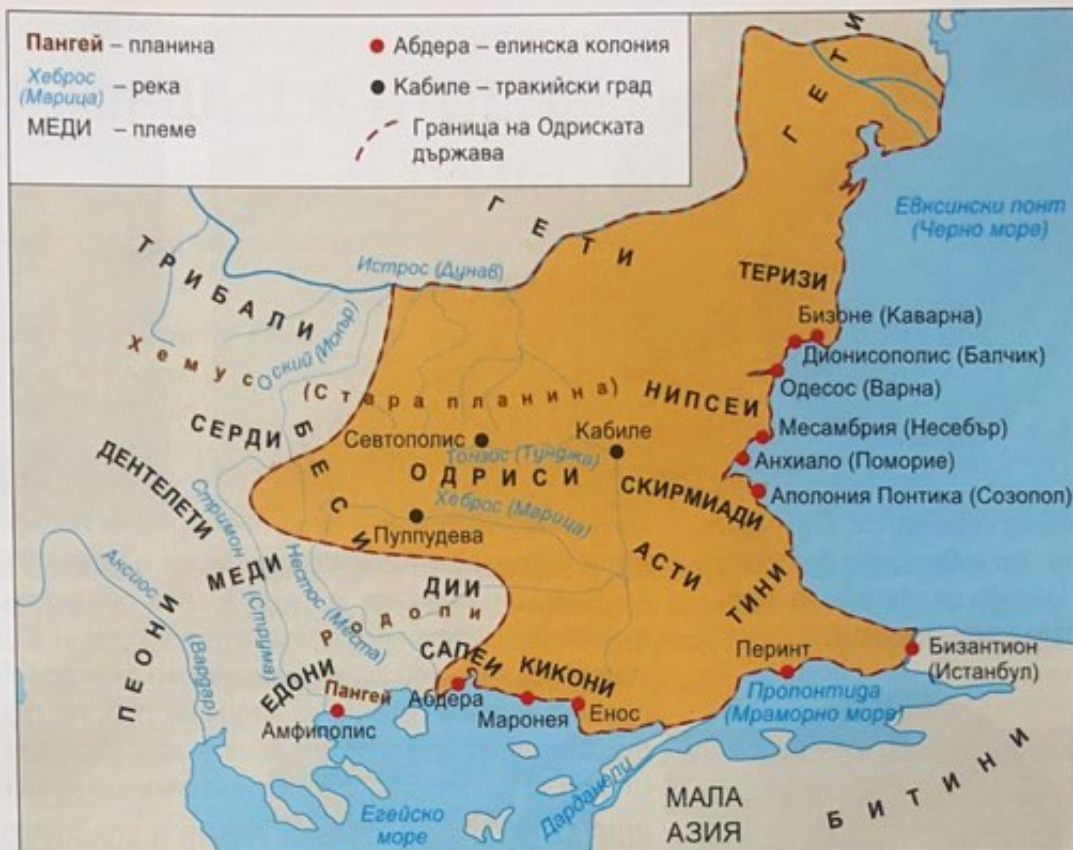 Пангей – планина
Хеброс
(Марица)
– река
МЕДИ – племе
Абдера – елинска колония
Кабиле – тракийски град
Граница на Одриската
държава
ГЕТИ
ГЕТИ
Евксински понт
(Черно море)
ТРИБАЛИ
Истрос (Дунав)
ТЕРИЗИ
Бизоне (Каварна)
Дионисополис (Балчик)
Одесос (Варна)
Хемус (Стара планина)
Оский (Искър)
НИПСЕИ
СЕРДИ
БЕСИ
Севтополис
Кабиле
Месамбрия (Несебър)
Тонзос (Тунджа)
Анхиало (Поморие)
ДЕНТЕЛЕТИ
ОДРИСИ
СКИРМИАДИ
Аполония Понтика (Созопол)
Стримон (Струма)
Хеброс (Марица)
Пулпудева
АСТИ
Аксиос (Вардар)
МЕДИ
Нестос (Места)
ДИИ
ТИНИ
Родопи
ПЕОНИ
САПЕИ
КИКОНИ
Перинт
Бизантион
(Истанбул)
ЕДОНИ
Пангей
Абдера
Пропонтида
(Мраморно море)
Амфиполис
Маронея
Енос
Дарданели
Егейско
море
МАЛА
АЗИЯ
БИТИНИ